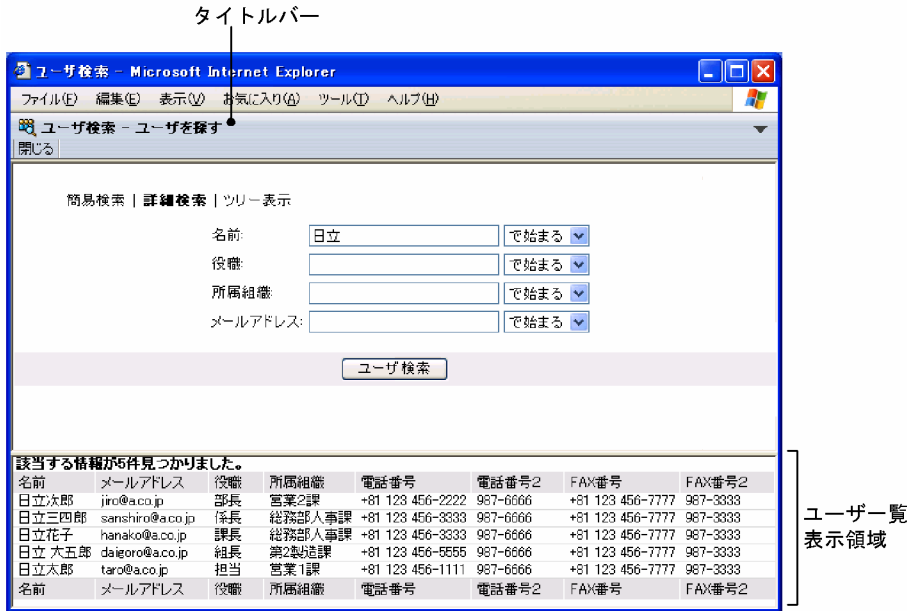 タイトルバー
ユーザ検索 - Microsoft Internet Explorer
ファイル(F) 編集(E) 表示(V) お気に入り(A) ツール(T) ヘルプ(H)
ユーザ検索 - ユーザを探す
閉じる
簡易検索 | 詳細検索 | ツリー表示
名前: 日立 で始まる
役職: で始まる
所属組織: で始まる
メールアドレス: で始まる
ユーザ検索
該当する情報が5件見つかりました。
名前 メールアドレス 役職 所属組織 電話番号 電話番号2 FAX番号 FAX番号2
日立次郎 jiro@a.co.jp 部長 営業2課 +81 123 456-2222 987-6666 +81 123 456-7777 987-3333
日立三四郎 sanshiro@a.co.jp 係長 総務部人事課 +81 123 456-3333 987-6666 +81 123 456-7777 987-3333
日立花子 hanako@a.co.jp 課長 総務部人事課 +81 123 456-3333 987-6666 +81 123 456-7777 987-3333
日立 大五郎 daigoro@a.co.jp 組長 第2製造課 +81 123 456-5555 987-6666 +81 123 456-7777 987-3333
日立太郎 taro@a.co.jp 担当 営業1課 +81 123 456-1111 987-6666 +81 123 456-7777 987-3333
名前 メールアドレス 役職 所属組織 電話番号 電話番号2 FAX番号 FAX番号2
ユーザ一覧
表示領域